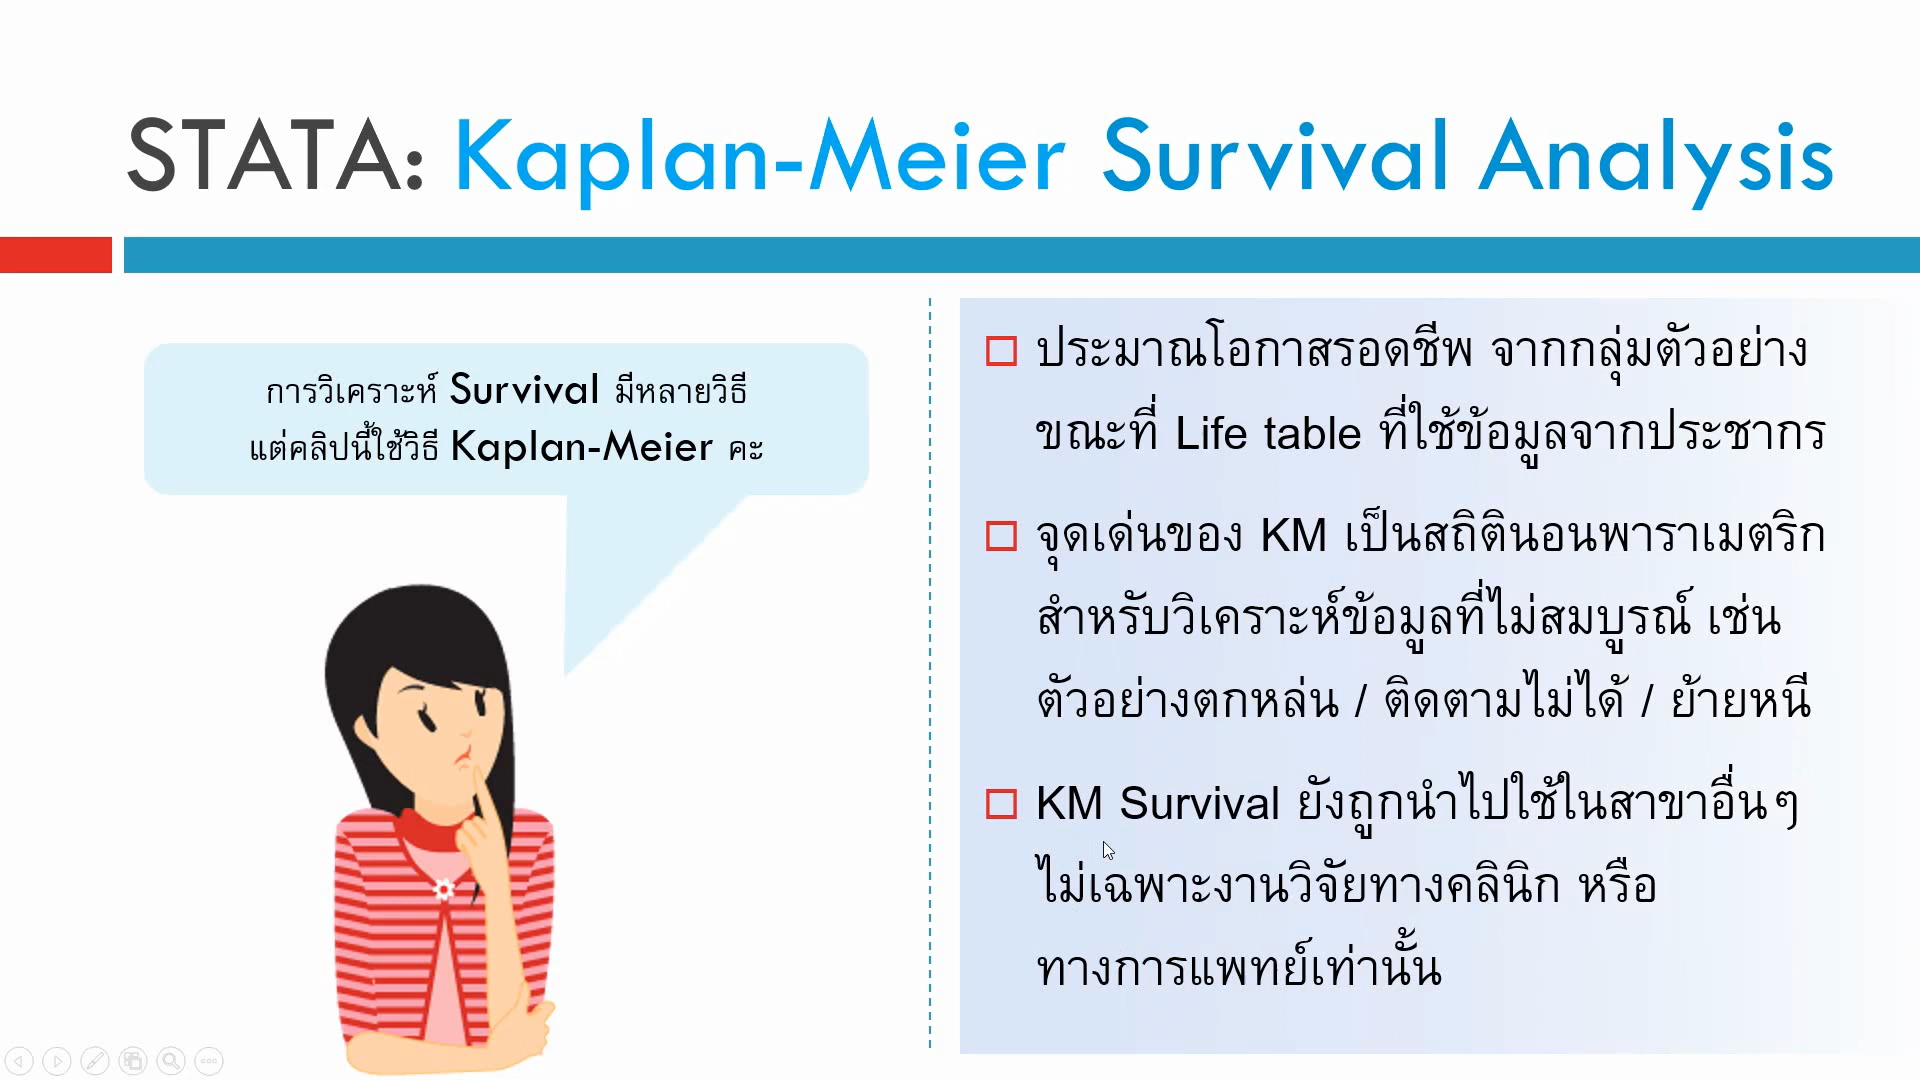 STATA: Kaplan-Meier Survival Analysis
การวิเคราะห์ Survival มีหลายวิธี
แต่คลิปนี้ใช้วิธี Kaplan-Meier คะ
ประมาณโอกาสรอดชีพ จากกลุ่มตัวอย่าง
ขณะที่ Life table ที่ใช้ข้อมูลจากประชากร
จุดเด่นของ KM เป็นสถิตินอนพาราเมตริก
สำหรับวิเคราะห์ข้อมูลที่ไม่สมบูรณ์ เช่น
ตัวอย่างตกหล่น / ติดตามไม่ได้ / ย้ายหนี
KM Survival ยังถูกนำไปใช้ในสาขาอื่นๆ
ไม่เฉพาะงานวิจัยทางคลินิก หรือ
ทางการแพทย์เท่านั้น